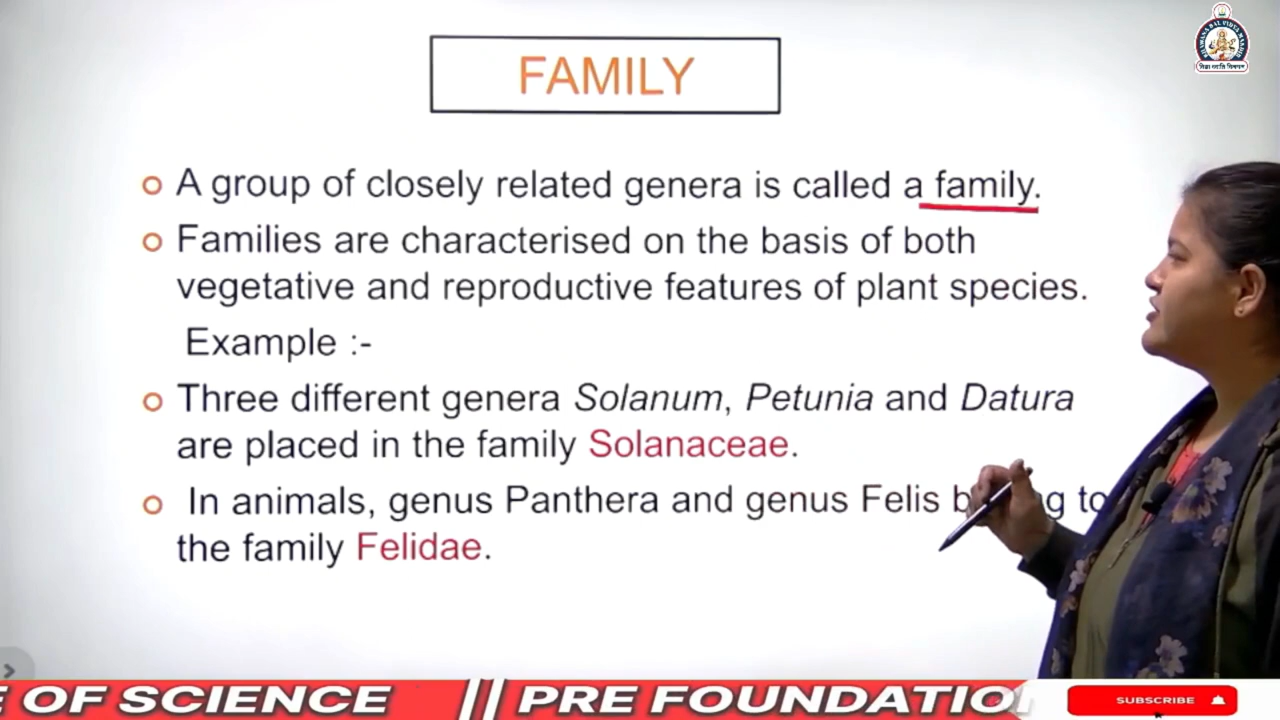 FAMILY
A group of closely related genera is called a family.
Families are characterised on the basis of both
vegetative and reproductive features of plant species.
Example :-
Three different genera Solanum, Petunia and Datura
are placed in the family Solanaceae.
In animals, genus Panthera and genus Felis to
the family Felidae.
E OF SCIENCE || PRE FOUNDATION
SUBSCRIBE